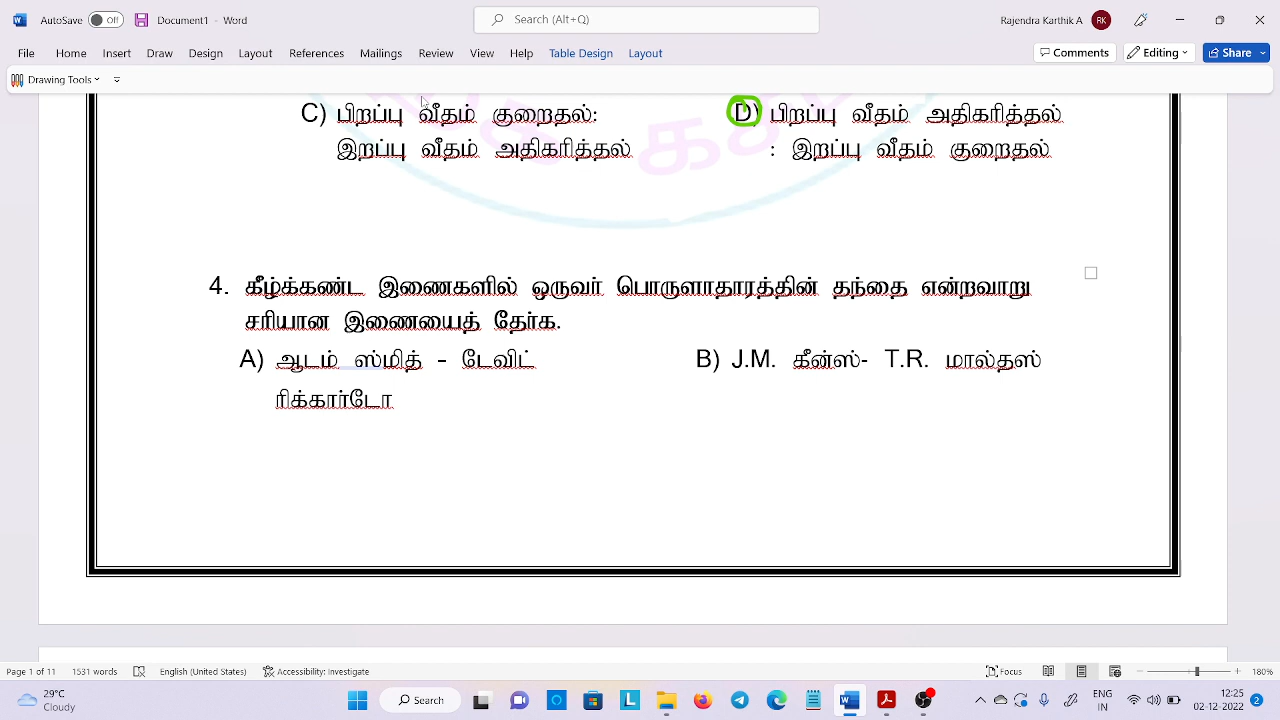 AutoSave Off Document1 - Word Search (Alt+Q) Rajendra Karthik A RK
File Home Insert Draw Design Layout References Mailings Review View Help Table Design Layout Comments Editing Share
Drawing Tools
C) பிறப்பு வீதம் குறைதல்: D) பிறப்பு வீதம் அதிகரித்தல்
இறப்பு வீதம் அதிகரித்தல் : இறப்பு வீதம் குறைதல்
4. கீழ்க்கண்ட இணைகளில் ஒருவர் பொருளாதாரத்தின் தந்தை என்றவாறு
சரியான இணையைத் தேர்க.
A) ஆடம் ஸ்மித் - டேவிட் B) J.M. கீன்ஸ்- T.R. மால்தஸ்
ரிக்கார்டோ
Page 1 of 11 1531 words English (United States) Accessibility: Investigate Focus 180%
29°C Search ENG 12:25
Cloudy IN 02-12-2022